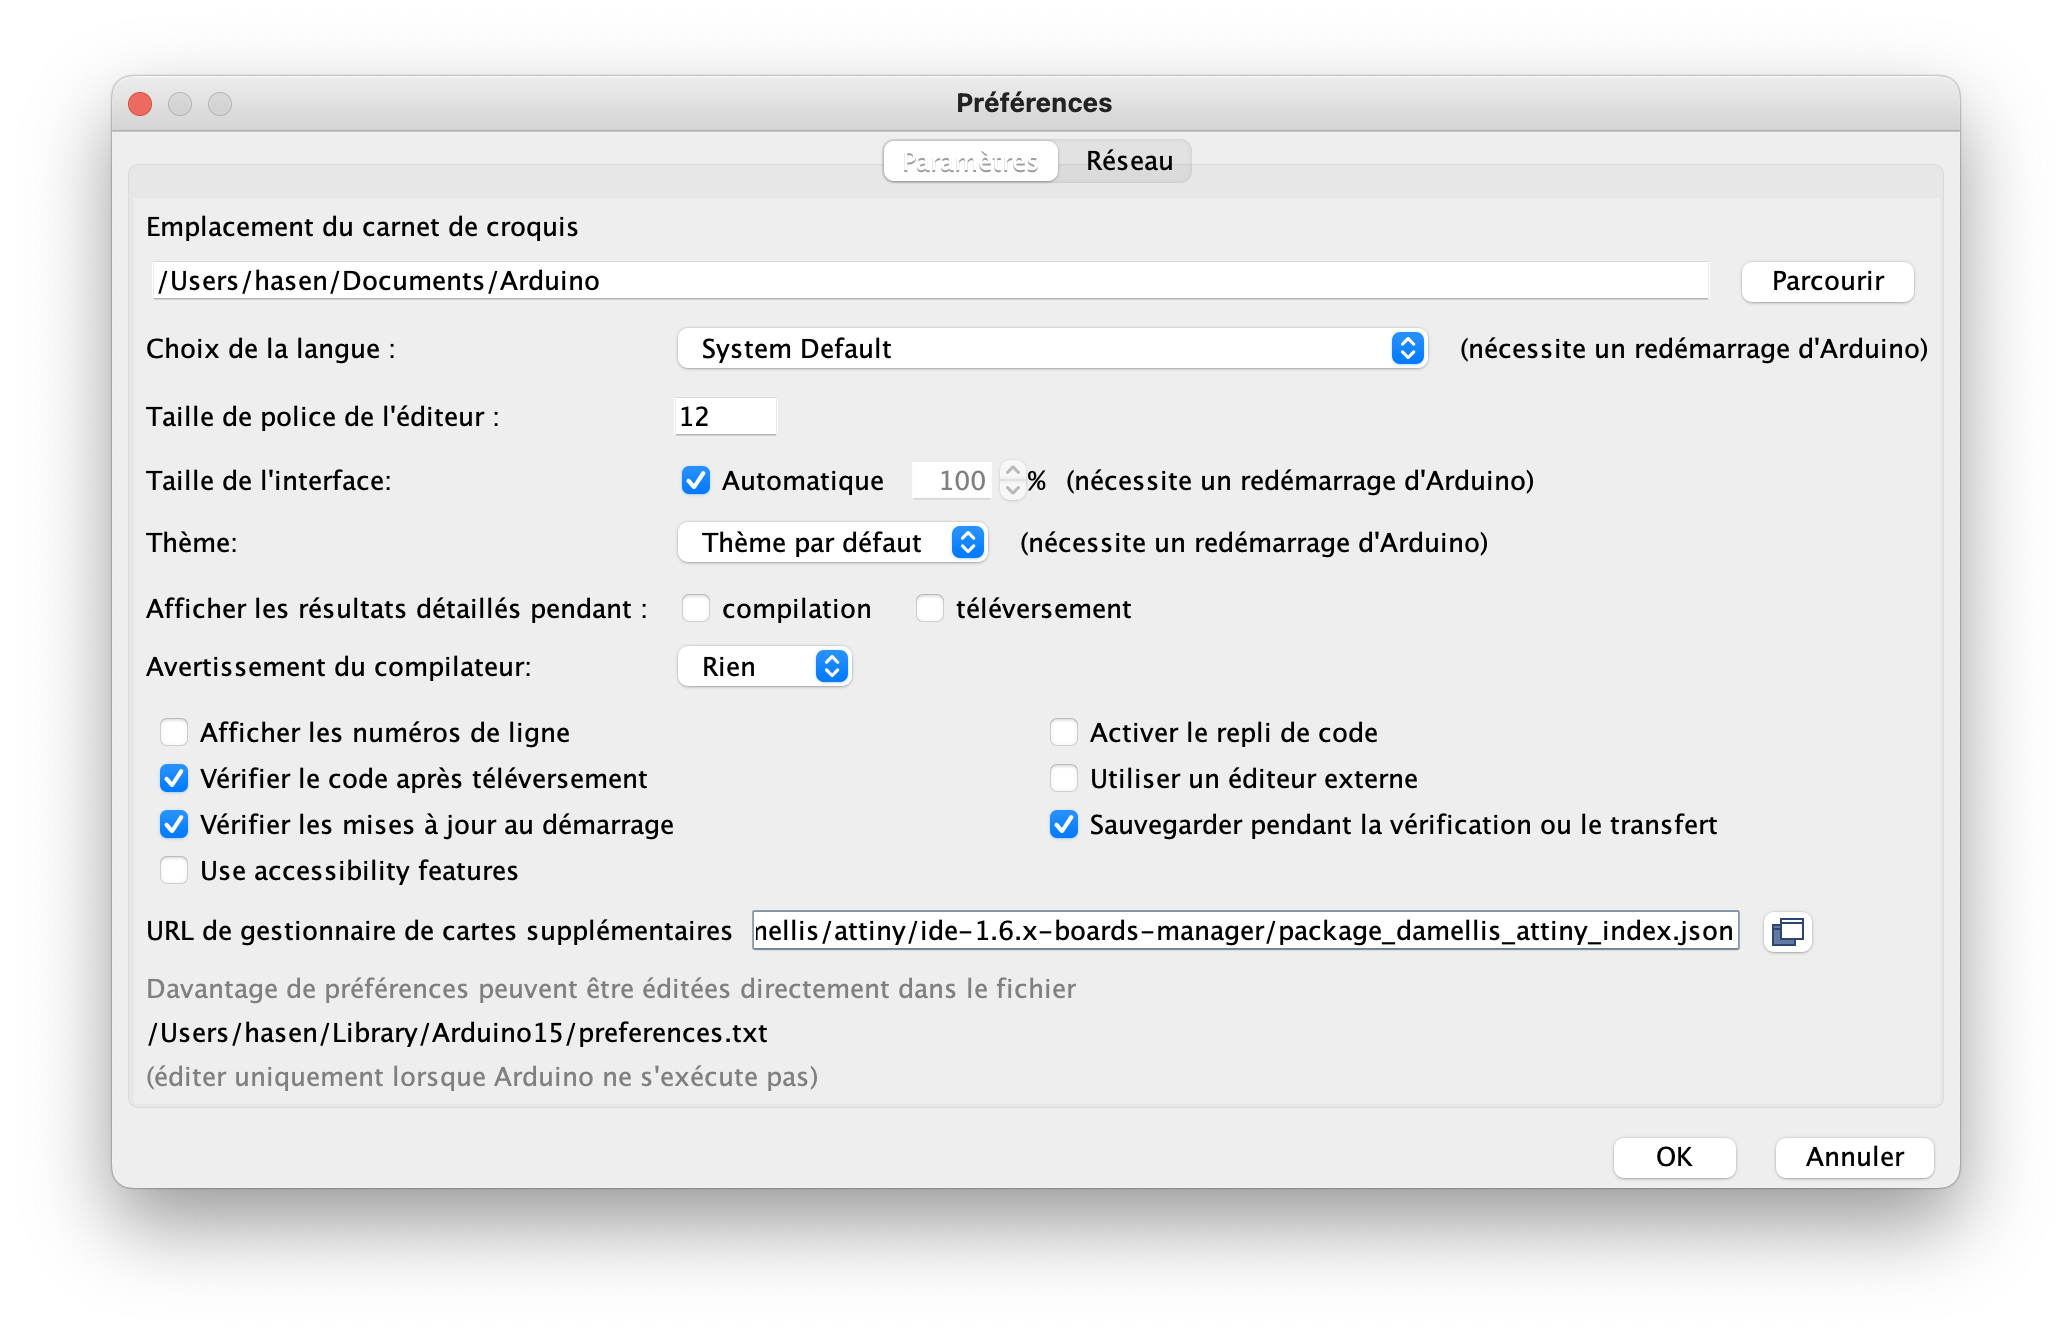 Préférences
Paramètres Réseau
Emplacement du carnet de croquis
/Users/hasen/Documents/Arduino Parcourir
Choix de la langue : System Default (nécessite un redémarrage d'Arduino)
Taille de police de l'éditeur : 12
Taille de l'interface: Automatique 100 % (nécessite un redémarrage d'Arduino)
Thème: Thème par défaut (nécessite un redémarrage d'Arduino)
Afficher les résultats détaillés pendant : compilation téléversement
Avertissement du compilateur: Rien
Afficher les numéros de ligne Activer le repli de code
Vérifier le code après téléversement Utiliser un éditeur externe
Vérifier les mises à jour au démarrage Sauvegarder pendant la vérification ou le transfert
Use accessibility features
URL de gestionnaire de cartes supplémentaires nellis/attiny/ide-1.6.x-boards-manager/package_damellis_attiny_index.json
Davantage de préférences peuvent être éditées directement dans le fichier
/Users/hasen/Library/Arduino15/preferences.txt
(éditer uniquement lorsque Arduino ne s'exécute pas)
OK Annuler